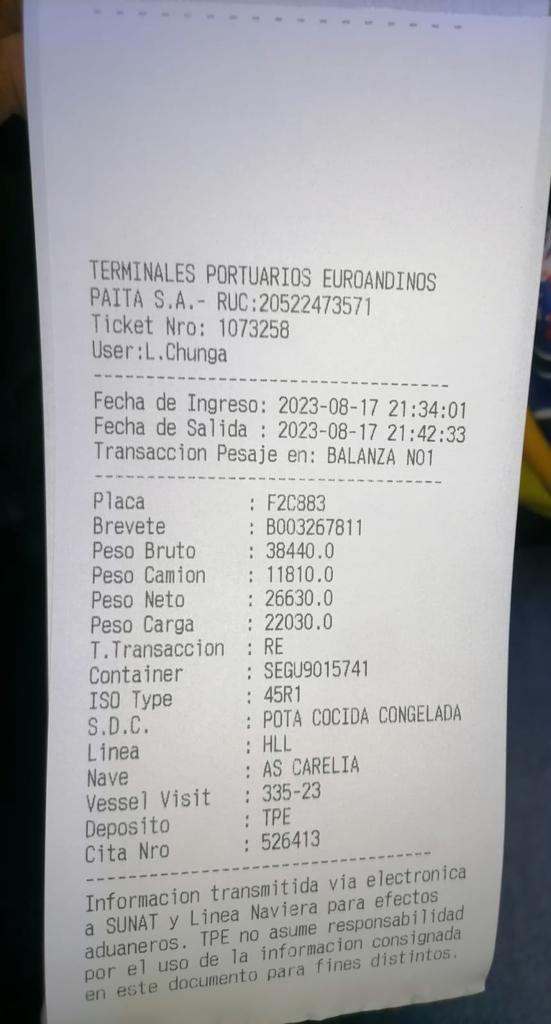 TERMINALES PORTUARIOS EUROANDINOS
PAITA S.A.- RUC:20522473571
Ticket Nro: 1073258
User:L.Chunga
--------------------------------
Fecha de Ingreso: 2023-08-17 21:34:01
Fecha de Salida : 2023-08-17 21:42:33
Transaccion Pesaje en: BALANZA NO1
--------------------------------
Placa : F2C883
Brevete : B003267811
Peso Bruto : 38440.0
Peso Camion : 11810.0
Peso Neto : 26630.0
Peso Carga : 22030.0
T.Transaccion : RE
Container : SEGU9015741
ISO Type : 45R1
S.D.C. : POTA COCIDA CONGELADA
Linea : HLL
Nave : AS CARELIA
Vessel Visit : 335-23
Deposito : TPE
Cita Nro : 526413
--------------------------------
Informacion transmitida via electronica
a SUNAT y Linea Naviera para efectos
aduaneros. TPE no asume responsabilidad
por el uso de la informacion consignada
en este documento para fines distintos.